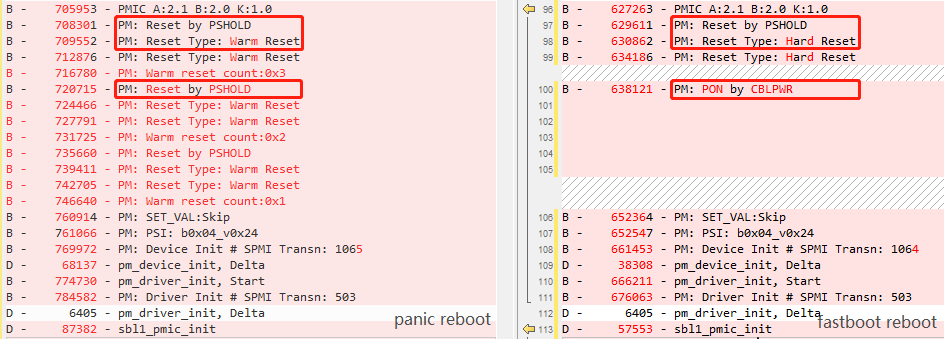 B - 705953 - PMIC A:2.1 B:2.0 K:1.0
B - 708301 - PM: Reset by PSHOLD
B - 709552 - PM: Reset Type: Warm Reset
B - 712876 - PM: Reset Type: Warm Reset
B - 716780 - PM: Warm reset count:0x3
B - 720715 - PM: Reset by PSHOLD
B - 724466 - PM: Reset Type: Warm Reset
B - 727791 - PM: Reset Type: Warm Reset
B - 731725 - PM: Warm reset count:0x2
B - 735660 - PM: Reset by PSHOLD
B - 739411 - PM: Reset Type: Warm Reset
B - 742705 - PM: Reset Type: Warm Reset
B - 746640 - PM: Warm reset count:0x1
B - 760914 - PM: SET_VAL:Skip
B - 761066 - PM: PSI: b0x04_v0x24
B - 769972 - PM: Device Init # SPMI Transn: 1065
D - 68137 - pm_device_init, Delta
B - 774730 - pm_driver_init, Start
B - 784582 - PM: Driver Init # SPMI Transn: 503
D - 6405 - pm_driver_init, Delta
D - 87382 - sbl1_pmic_init
panic reboot
96 B - 627263 - PMIC A:2.1 B:2.0 K:1.0
97 B - 629611 - PM: Reset by PSHOLD
98 B - 630862 - PM: Reset Type: Hard Reset
99 B - 634186 - PM: Reset Type: Hard Reset
100 B - 638121 - PM: PON by CBLPWR
101
102
103
104
105
106 B - 652364 - PM: SET_VAL:Skip
107 B - 652547 - PM: PSI: b0x04_v0x24
108 B - 661453 - PM: Device Init # SPMI Transn: 1064
109 D - 38308 - pm_device_init, Delta
110 B - 666211 - pm_driver_init, Start
111 B - 676063 - PM: Driver Init # SPMI Transn: 503
112 D - 6405 - pm_driver_init, Delta
113 D - 57553 - sbl1_pmic_init
fastboot reboot